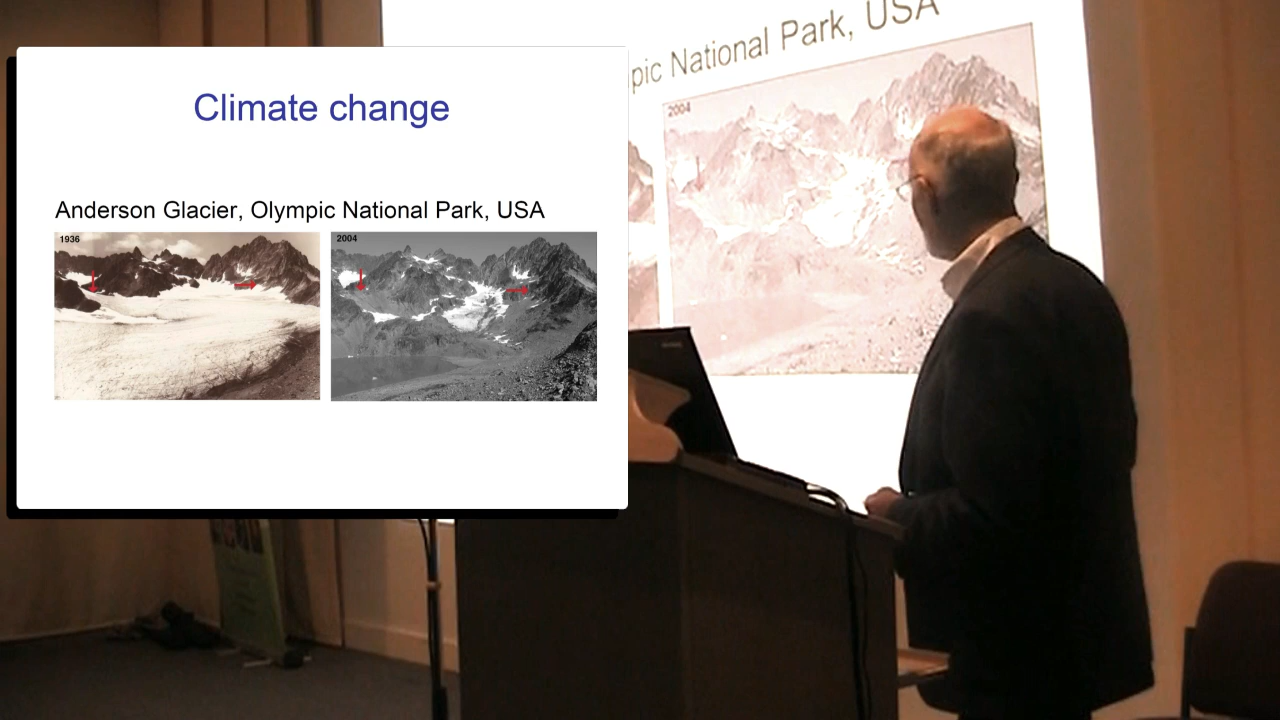 Climate change
Anderson Glacier, Olympic National Park, USA
1936
2004
pic National Park, USA
2004